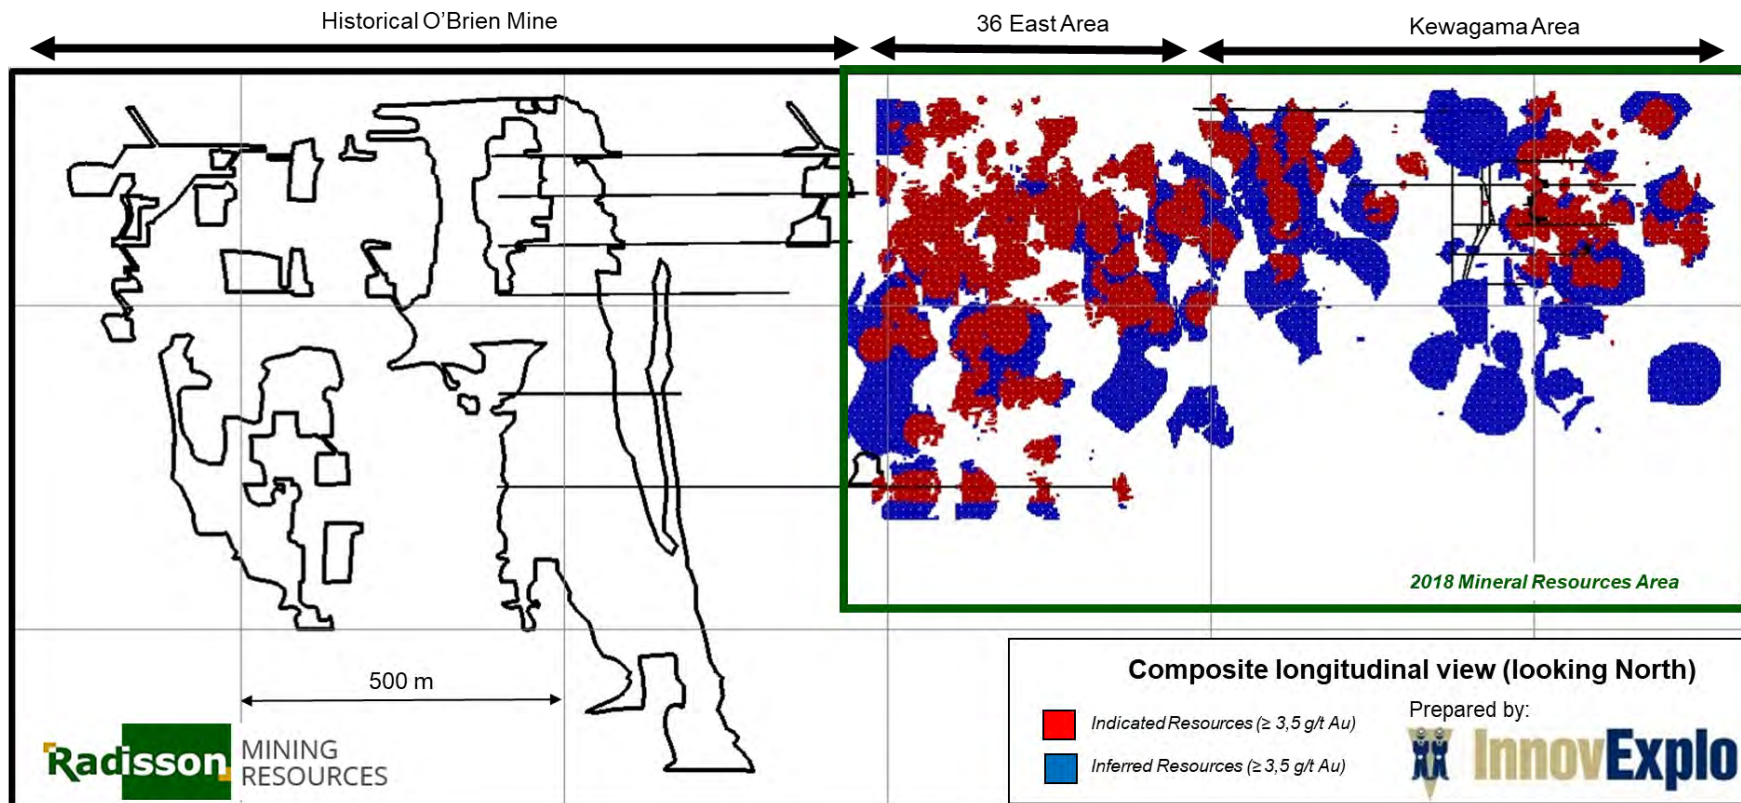 Historical O'Brien Mine
36 East Area
Kewagama Area
2018 Mineral Resources Area
500 m
Radisson
MINING
RESOURCES
Composite longitudinal view (looking North)
Indicated Resources (≥ 3,5 g/t Au)
Inferred Resources (≥ 3,5 g/t Au)
Prepared by:
InnovExplo